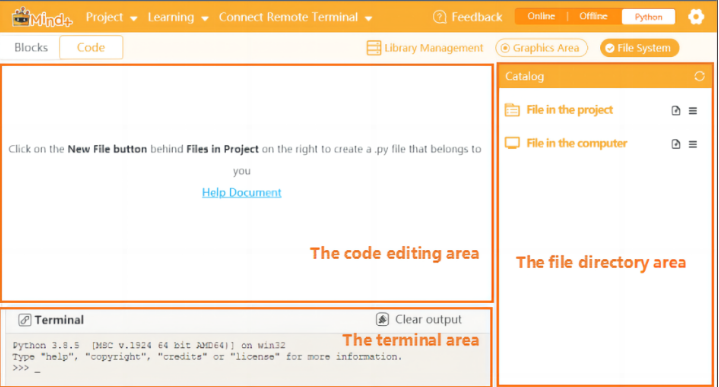 Mind+ Project Learning Connect Remote Terminal Feedback Online Offline Python
Blocks Code Library Management Graphics Area File System
Catalog
File in the project
File in the computer
Click on the New File button behind Files in Project on the right to create a .py file that belongs to
you
Help Document
The code editing area
The file directory area
Terminal Clear output
The terminal area
Python 3.8.5 [MSC v.1924 64 bit AMD64)] on win32
Type "help", "copyright", "credits" or "license" for more information.
>>> _